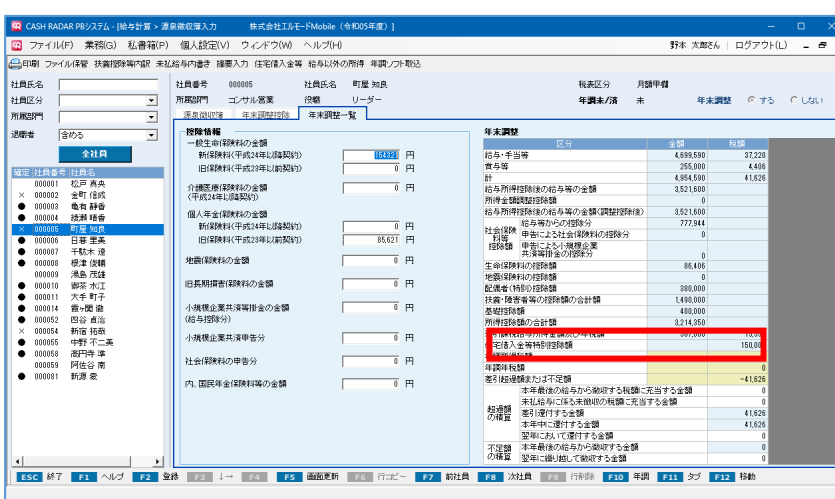 CASH RADAR PBシステム - [給与計算 > 源泉徴収簿入力　株式会社エルモードMobile（令和05年度）]
ファイル(F) 業務(G) 私書箱(P) 個人設定(V) ウィンドウ(W) ヘルプ(H) 野本 太郎さん | ログアウト(L)
印刷 ファイル保管 扶養控除等内訳 未払給与内書き 摘要入力 住宅借入金等 給与以外の所得 年調ソフト取込
社員氏名
社員区分
所属部門
退職者 含める
全社員
確定 社員番号 社員名
000001 松戸 真央
× 000002 金町 信成
● 000003 亀有 静香
● 000004 綾瀬 晴香
× 000005 町屋 知良
● 000006 日暮 里美
● 000007 千駄木 遼
● 000008 根津 俊輔
000009 湯島 茂雄
● 000010 御茶 水江
● 000011 大手 町子
● 000014 霞ヶ関 徹
● 000052 四谷 直治
× 000054 新宿 拓哉
● 000055 中野 不二美
● 000058 高円寺 準
000059 阿佐谷 南
● 000081 新源 衆
社員番号 000005 社員氏名 町屋 知良 税表区分 月額甲欄
所属部門 コンサル営業 役職 リーダー 年調未/済 未 年末調整 する しない
源泉徴収簿 年末調整控除 年末調整一覧
控除情報
一般生命保険料の金額
新保険料(平成24年以降契約) 154321 円
旧保険料(平成23年以前契約) 0 円
介護医療保険料の金額 0 円
(平成24年以降契約)
個人年金保険料の金額
新保険料(平成24年以降契約) 0 円
旧保険料(平成23年以前契約) 85,621 円
地震保険料の金額 0 円
旧長期損害保険料の金額 0 円
小規模企業共済等掛金の金額 0 円
(給与控除分)
小規模企業共済申告分 0 円
社会保険料の申告分 0 円
内、国民年金保険料等の金額 0 円
年末調整
区分 金額 税額
給与・手当等 4,699,590 37,220
賞与等 255,000 4,406
計 4,954,590 41,626
給与所得控除後の給与等の金額 3,521,600
所得金額調整控除額 0
給与所得控除後の給与等の金額(調整控除後) 3,521,600
社会保険料等控除額
給与等からの控除分 777,944
申告による社会保険料の控除分 0
申告による小規模企業共済等掛金の控除分 0
生命保険料の控除額 86,406
地震保険料の控除額 0
配偶者(特別)控除額 380,000
扶養・障害者等の控除額の合計額 1,490,000
基礎控除額 480,000
所得控除額の合計額 3,214,350
宅借入金等特別控除額 150,00
年調年税額 0
差引超過額または不足額 -41,626
超過額の精算
本年最後の給与から徴収する税額に充当する金額 0
未払給与に係る未徴収の税額に充当する金額 0
差引還付する金額 41,626
本年中に還付する金額 41,626
翌年において還付する金額 0
不足額の精算
本年最後の給与から徴収する金額 0
翌年に繰り越して徴収する金額 0
ESC 終了 F1 ヘルプ F2 登録 F3 ↓→ F4 F5 画面更新 F6 行コピー F7 前社員 F8 次社員 F9 行削除 F10 年調 F11 タブ F12 移動